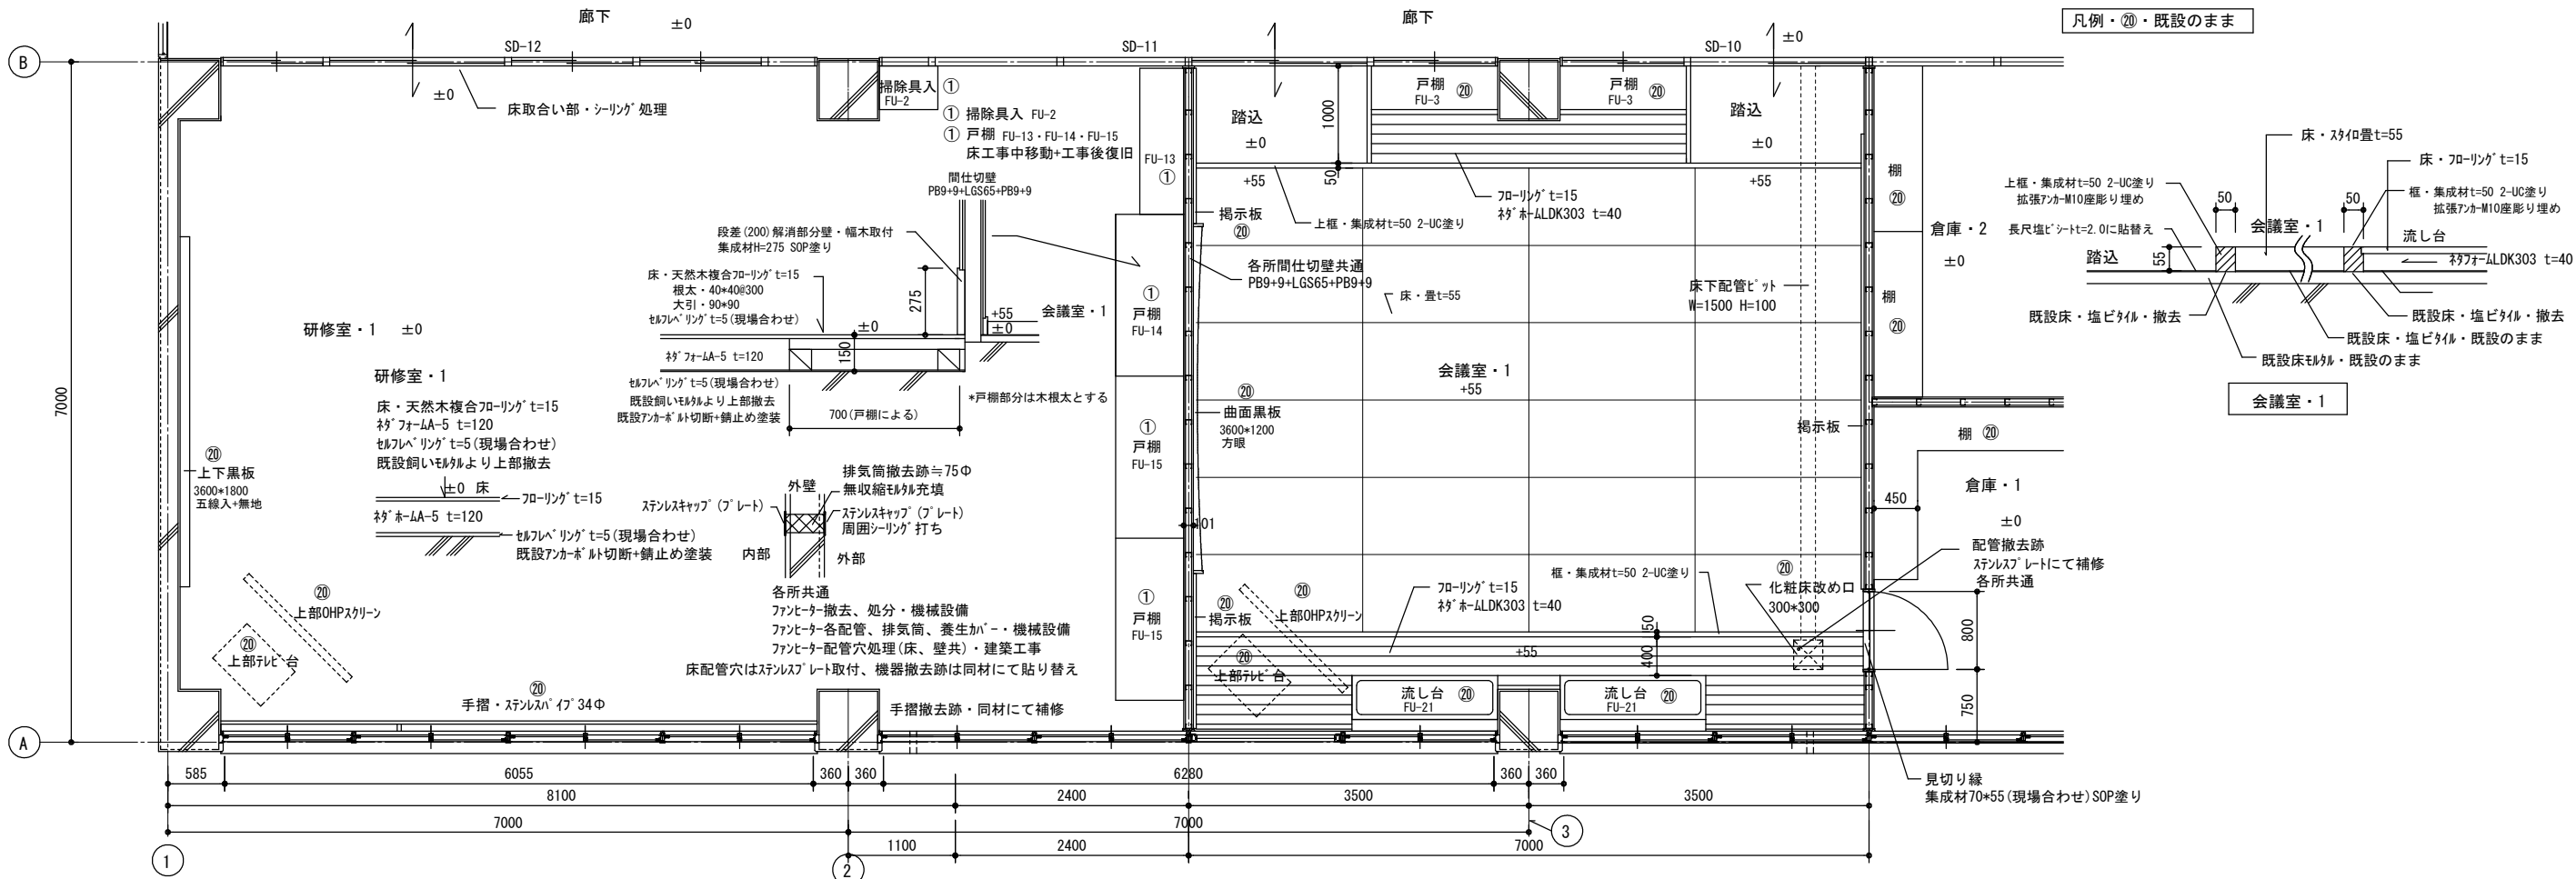 廊下
±0
廊下
±0
凡例・⑳・既設のまま
SD-12
SD-11
SD-10
B
±0
床取合い部・シーリング処理
掃除具入 ①
FU-2
① 掃除具入 FU-2
① 戸棚 FU-13・FU-14・FU-15
床工事中移動+工事後復旧
間仕切壁
PB9+9+LGS65+PB9+9
FU-13
①
踏込
±0
1000
50
戸棚 ⑳
FU-3
戸棚 ⑳
FU-3
踏込
±0
+55
+55
フローリングt=15
ネダホームLDK303 t=40
上框・集成材t=50 2-UC塗り
掲示板
⑳
各所間仕切壁共通
PB9+9+LGS65+PB9+9
床・畳t=55
床下配管ピット
W=1500 H=100
棚
⑳
倉庫・2
±0
棚
⑳
床・スタイロ畳t=55
床・フローリングt=15
上框・集成材t=50 2-UC塗り
拡張アンカーM10座彫り埋め
50
会議室・1
50
框・集成材t=50 2-UC塗り
拡張アンカーM10座彫り埋め
長尺塩ビシートt=2.0に貼替え
流し台
踏込
55
ネダフォームLDK303 t=40
既設床・塩ビタイル・撤去
既設床・塩ビタイル・撤去
既設床・塩ビタイル・既設のまま
既設床モルタル・既設のまま
会議室・1
段差(200)解消部分壁・幅木取付
集成材H=275 SOP塗り
床・天然木複合フローリングt=15
根太・40*40@300
大引・90*90
セルフレベリングt=5(現場合わせ)
275
+55
±0
会議室・1
±0
150
ネダフォームA-5 t=120
セルフレベリングt=5(現場合わせ)
既設飼いモルタルより上部撤去
既設アンカーボルト切断+錆止め塗装
700(戸棚による)
*戸棚部分は木根太とする
①
戸棚
FU-14
①
戸棚
FU-15
①
戸棚
FU-15
研修室・1 ±0
7000
研修室・1
床・天然木複合フローリングt=15
ネダフォームA-5 t=120
セルフレベリングt=5(現場合わせ)
既設飼いモルタルより上部撤去
⑳
上下黒板
3600*1800
五線入+無地
±0 床
フローリングt=15
ネダホームA-5 t=120
セルフレベリングt=5(現場合わせ)
既設アンカーボルト切断+錆止め塗装
外壁
排気筒撤去跡≒75Φ
無収縮モルタル充填
ステンレスキャップ(プレート)
ステンレスキャップ(プレート)
周囲シーリング打ち
内部
外部
各所共通
ファンヒーター撤去、処分・機械設備
ファンヒーター各配管、排気筒、養生カバー・機械設備
ファンヒーター配管穴処理(床、壁共)・建築工事
床配管穴はステンレスプレート取付、機器撤去跡は同材にて貼り替え
会議室・1
+55
⑳
曲面黒板
3600*1200
方眼
掲示板
棚 ⑳
450
倉庫・1
±0
101
配管撤去跡
ステンレスプレートにて補修
各所共通
⑳
上部OHPスクリーン
⑳
上部テレビ台
⑳
手摺・ステンレスパイプ34Φ
手摺撤去跡・同材にて補修
⑳
掲示板
⑳
上部OHPスクリーン
⑳
上部テレビ台
フローリングt=15
ネダホームLDK303 t=40
框・集成材t=50 2-UC塗り
⑳
化粧床改め口
300*300
50
400
+55
流し台 ⑳
FU-21
流し台 ⑳
FU-21
800
750
A
585
6055
360
360
6280
360
360
8100
2400
3500
3500
見切り縁
集成材70*55(現場合わせ)SOP塗り
7000
7000
1100
2400
7000
1
2
3